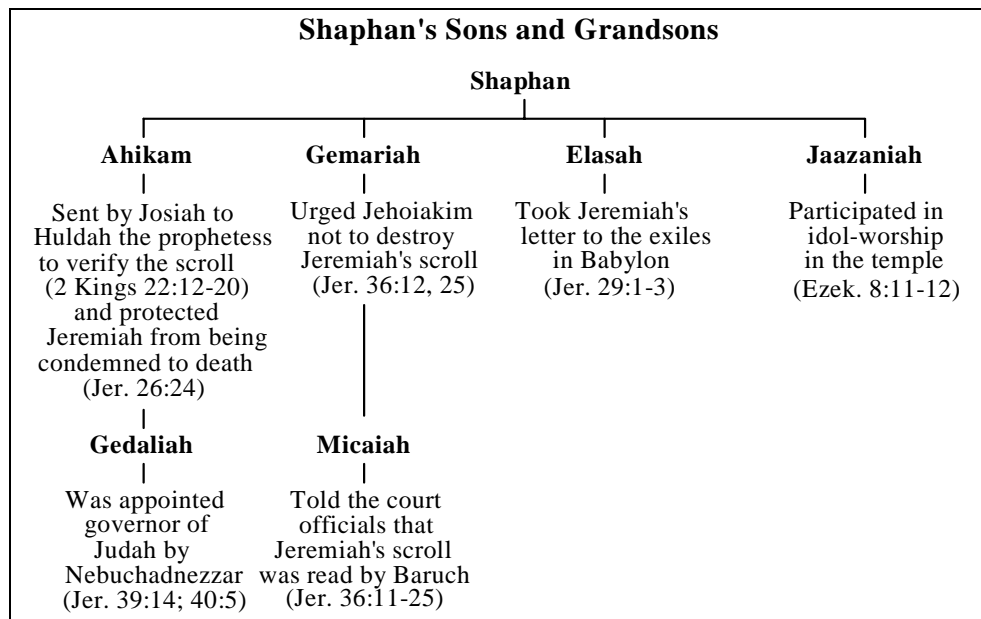 Shaphan's Sons and Grandsons
Shaphan
Ahikam
Sent by Josiah to
Huldah the prophetess
to verify the scroll
(2 Kings 22:12-20)
and protected
Jeremiah from being
condemned to death
(Jer. 26:24)
Gedaliah
Was appointed
governor of
Judah by
Nebuchadnezzar
(Jer. 39:14; 40:5)
Gemariah
Urged Jehoiakim
not to destroy
Jeremiah's scroll
(Jer. 36:12, 25)
Micaiah
Told the court
officials that
Jeremiah's scroll
was read by Baruch
(Jer. 36:11-25)
Elasah
Took Jeremiah's
letter to the exiles
in Babylon
(Jer. 29:1-3)
Jaazaniah
Participated in
idol-worship
in the temple
(Ezek. 8:11-12)